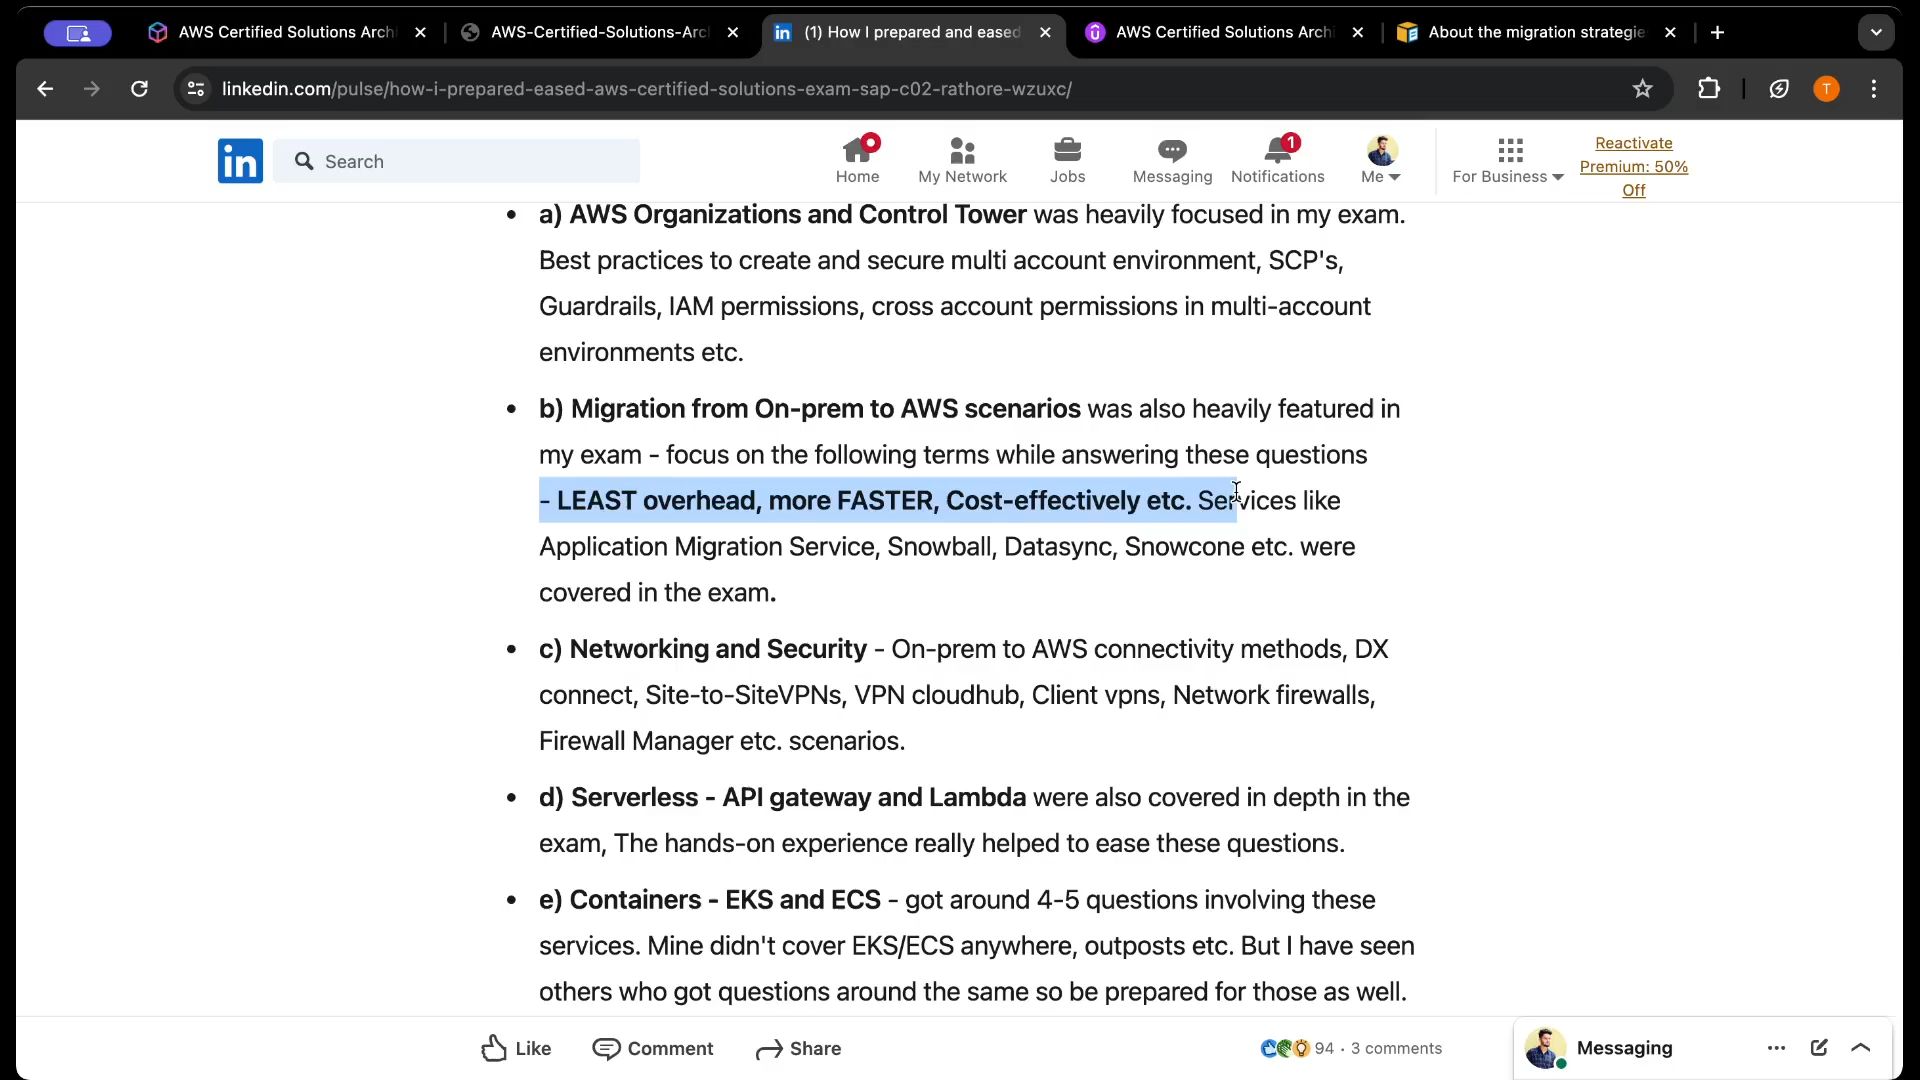 AWS Certified Solutions Archi
AWS-Certified-Solutions-Arc
(1) How I prepared and eased
AWS Certified Solutions Archi
About the migration strategie
linkedin.com/pulse/how-i-prepared-eased-aws-certified-solutions-exam-sap-c02-rathore-wzuxc/
T
in
Search
Home
My Network
Jobs
Messaging
1
Notifications
Me
For Business
Reactivate
Premium: 50%
Off
• a) AWS Organizations and Control Tower was heavily focused in my exam.
Best practices to create and secure multi account environment, SCP's,
Guardrails, IAM permissions, cross account permissions in multi-account
environments etc.
• b) Migration from On-prem to AWS scenarios was also heavily featured in
my exam - focus on the following terms while answering these questions
- LEAST overhead, more FASTER, Cost-effectively etc. Services like
Application Migration Service, Snowball, Datasync, Snowcone etc. were
covered in the exam.
• c) Networking and Security - On-prem to AWS connectivity methods, DX
connect, Site-to-SiteVPNs, VPN cloudhub, Client vpns, Network firewalls,
Firewall Manager etc. scenarios.
• d) Serverless - API gateway and Lambda were also covered in depth in the
exam, The hands-on experience really helped to ease these questions.
• e) Containers - EKS and ECS - got around 4-5 questions involving these
services. Mine didn't cover EKS/ECS anywhere, outposts etc. But I have seen
others who got questions around the same so be prepared for those as well.
Like
Comment
Share
94 · 3 comments
Messaging